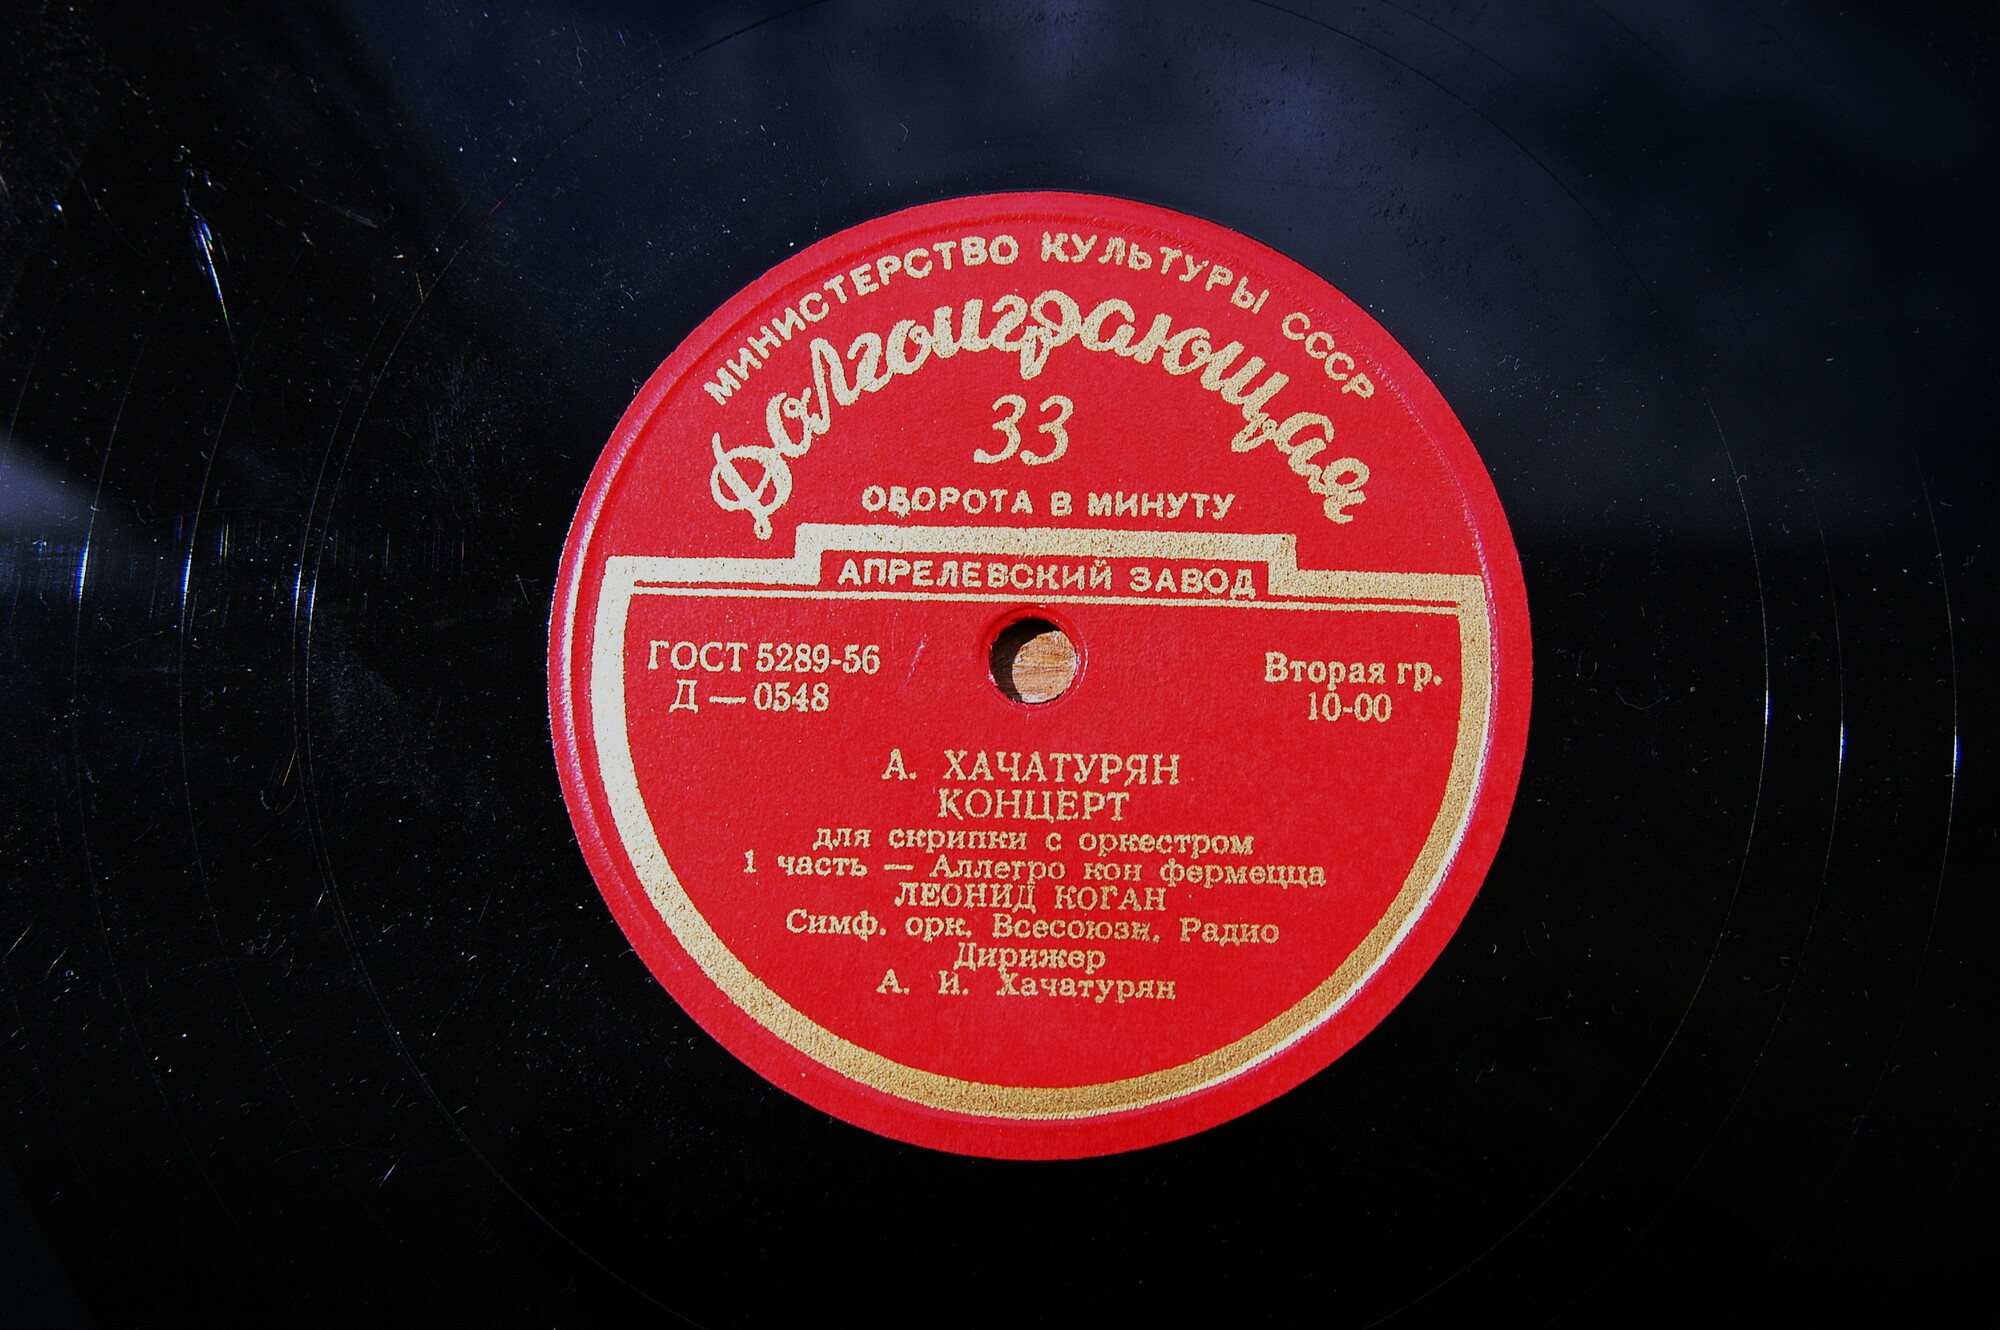 МИНИСТЕРСТВО КУЛЬТУРЫ СССР
Долгоиграющая
33
ОБОРОТА В МИНУТУ
АПРЕЛЕВСКИЙ ЗАВОД
ГОСТ 5289-56
Д — 0548
Вторая гр.
10-00
А. ХАЧАТУРЯН
КОНЦЕРТ
для скрипки с оркестром
1 часть — Аллегро кон фермецца
ЛЕОНИД КОГАН
Симф. орк. Всесоюзн. Радио
Дирижер
А. И. Хачатурян